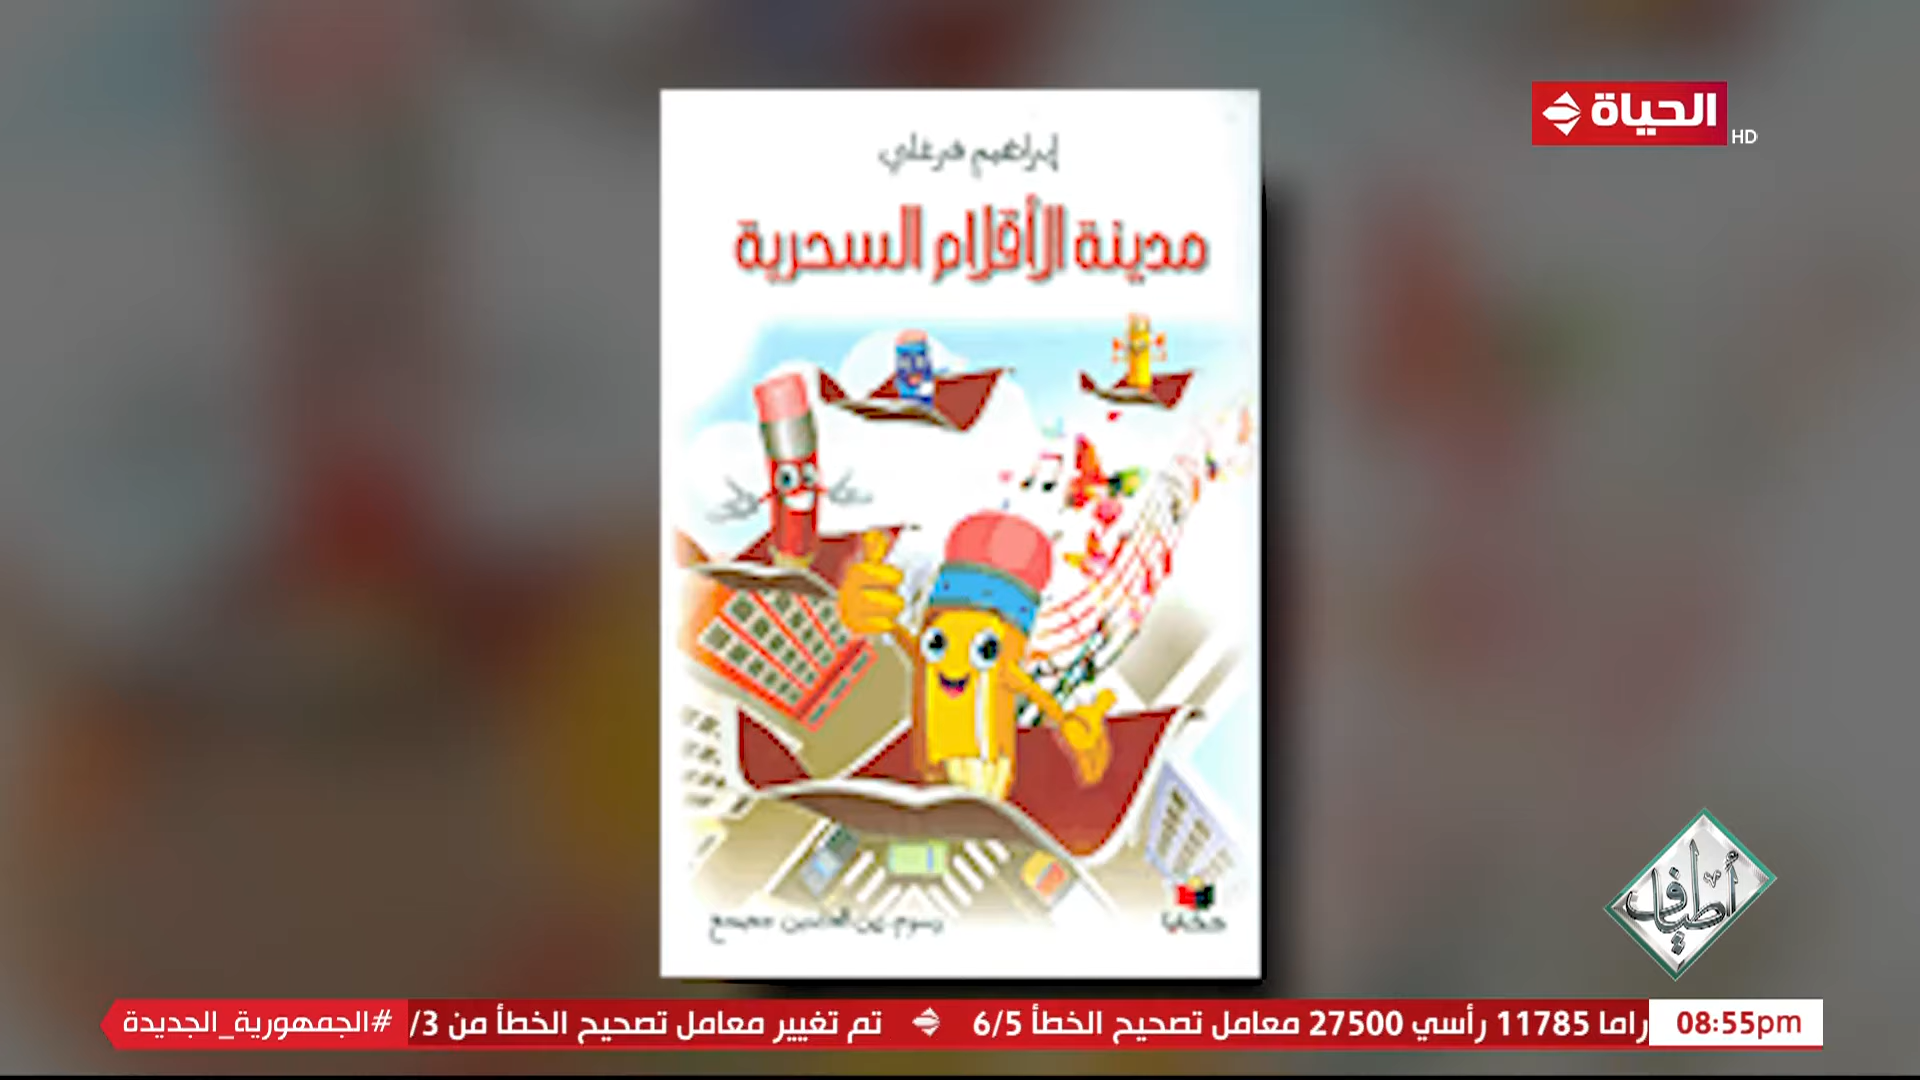 الحياة
HD
إبراهيم فرغلي
مدينة الأقلام السحرية
حكايا
أطياف
08:55pm
راما 11785 رأسي 27500 معامل تصحيح الخطأ 6/5
تم تغيير معامل تصحيح الخطأ من 3/
#الجمهورية_الجديدة